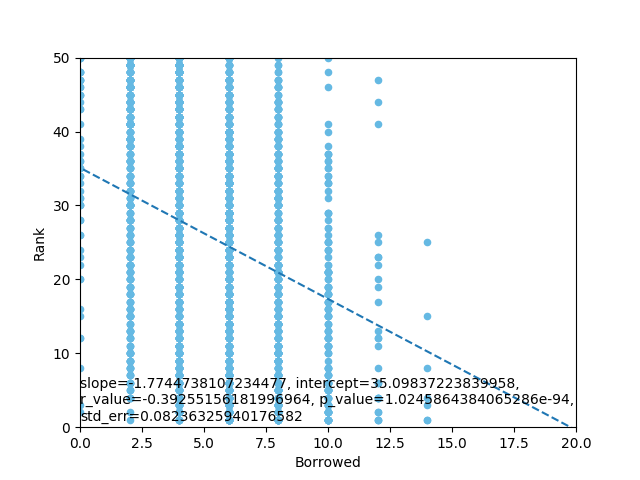 50
40
30
20
10
0
Rank
slope=-1.7744738107234477, intercept=35.09837223839958,
r_value=-0.39255156181996964, p_value=1.0245864384065286e-94,
std_err=0.08236325940176582
0.0 2.5 5.0 7.5 10.0 12.5 15.0 17.5 20.0
Borrowed